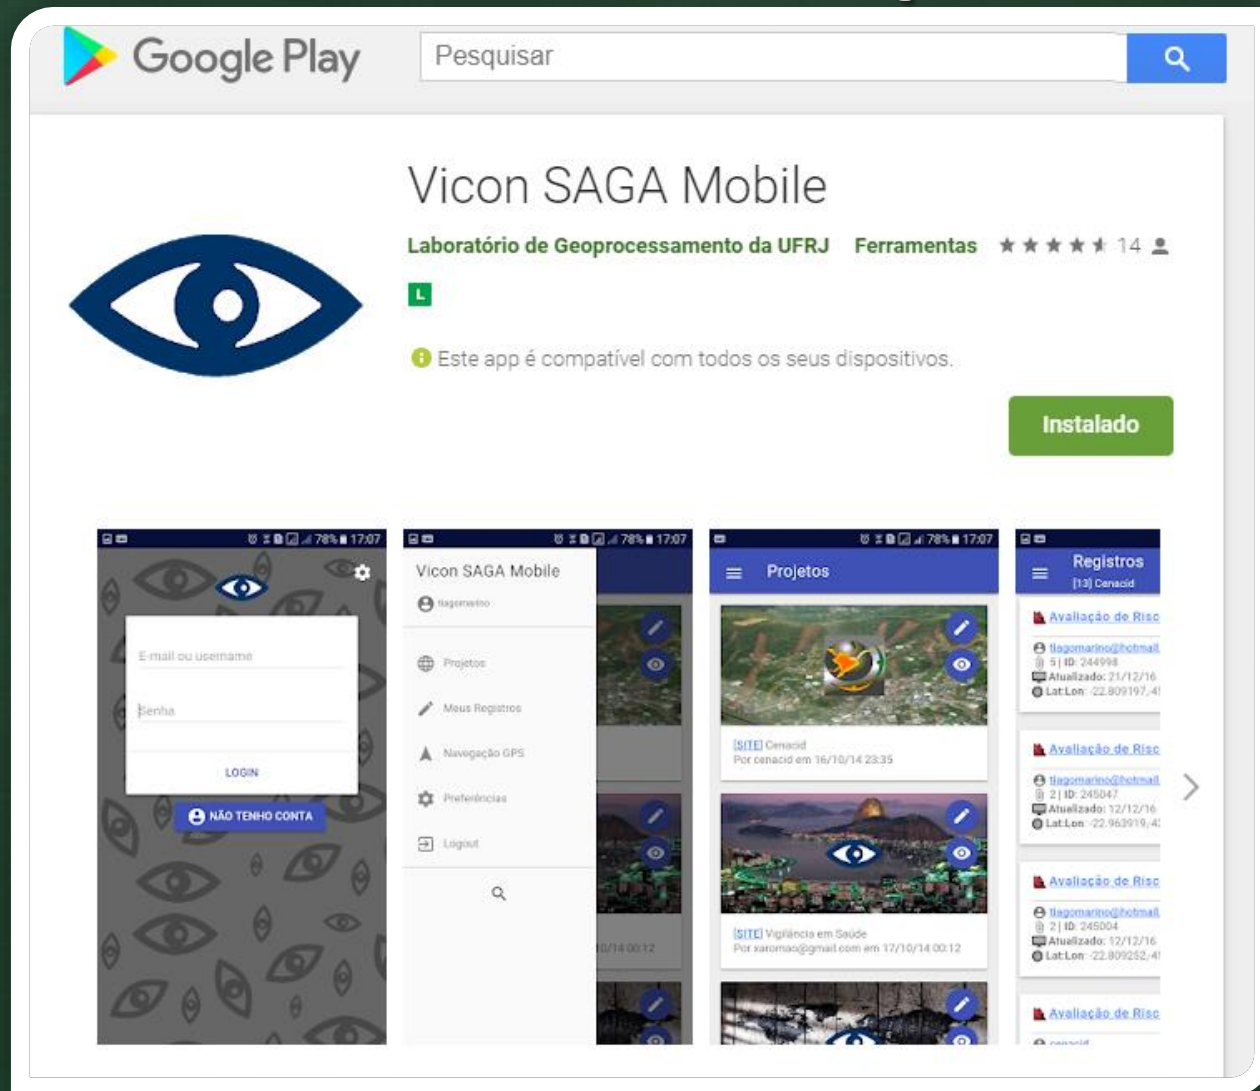 Google Play
Pesquisar
Vicon SAGA Mobile
Laboratório de Geoprocessamento da UFRJ Ferramentas 14
L
Este app é compatível com todos os seus dispositivos.
Instalado
78% 17:07
E-mail ou username
Senha
LOGIN
NÃO TENHO CONTA
78% 17:07
Vicon SAGA Mobile
tiagomarino
Projetos
Meus Registros
Navegação GPS
Preferências
Logout
10/14 00:12
78% 17:07
Projetos
[SITE] Cenacid
Por cenacid em 16/10/14 23:35
[SITE] Vigilância em Saúde
Por xaromao@gmail.com em 17/10/14 00:12
Registros
[13] Cenacid
Avaliação de Risc
tiagomarino@hotmail.
5 | ID: 244998
Atualizado: 21/12/16
Lat:Lon: -22.809197,-4
Avaliação de Risc
tiagomarino@hotmail.
2 | ID: 245047
Atualizado: 12/12/16
Lat:Lon: -22.963919,-4
Avaliação de Risc
tiagomarino@hotmail.
2 | ID: 245004
Atualizado: 12/12/16
Lat:Lon: -22.809252,-4
Avaliação de Risc
cenacid